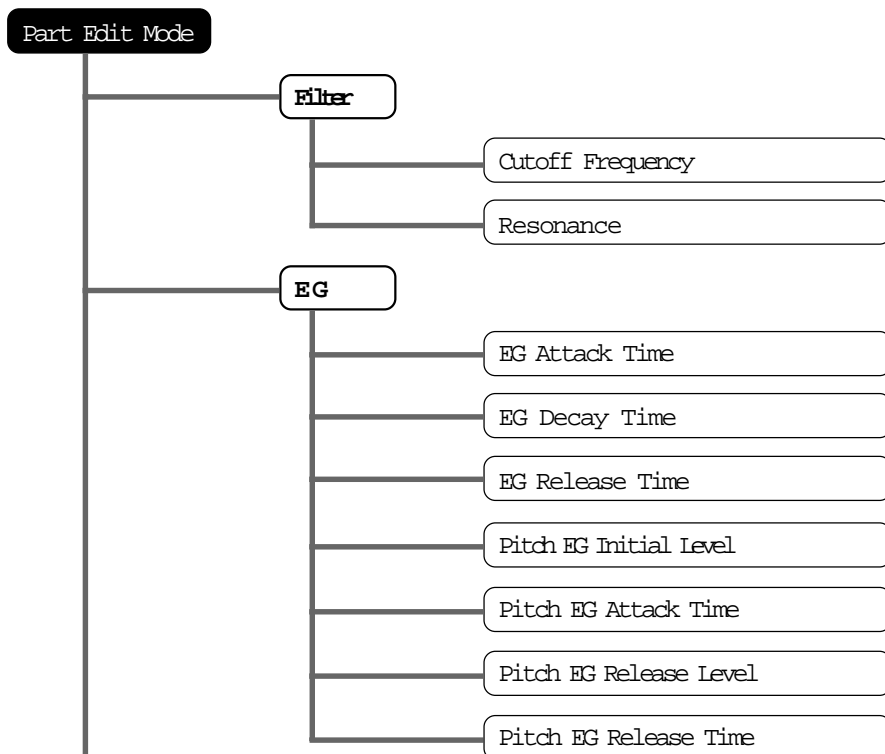 Part Edit Mode
Filter
Cutoff Frequency
Resonance
EG
EG Attack Time
EG Decay Time
EG Release Time
Pitch EG Initial Level
Pitch EG Attack Time
Pitch EG Release Level
Pitch EG Release Time